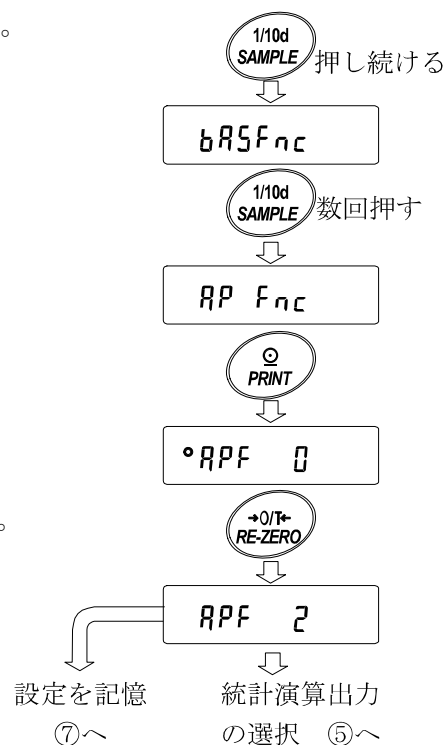 。
1/10d
SAMPLE 押し続ける
bASFnc
1/10d
SAMPLE 数回押す
AP Fnc
PRINT
APF 0
。
→0/T←
RE-ZERO
APF 2
設定を記憶
⑦へ
統計演算出力
の選択 ⑤へ